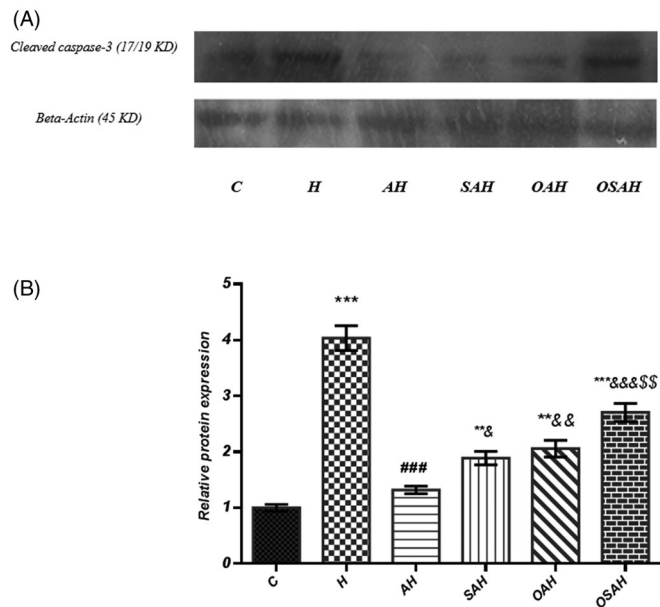 (A)
Cleaved caspase-3 (17/19 KD)
Beta-Actin (45 KD)
C H AH SAH OAH OSAH
(B)
Relative protein expression
5
4
3
2
1
0
***
###
**&
**&&
***&&&$$
C H AH SAH OAH OSAH